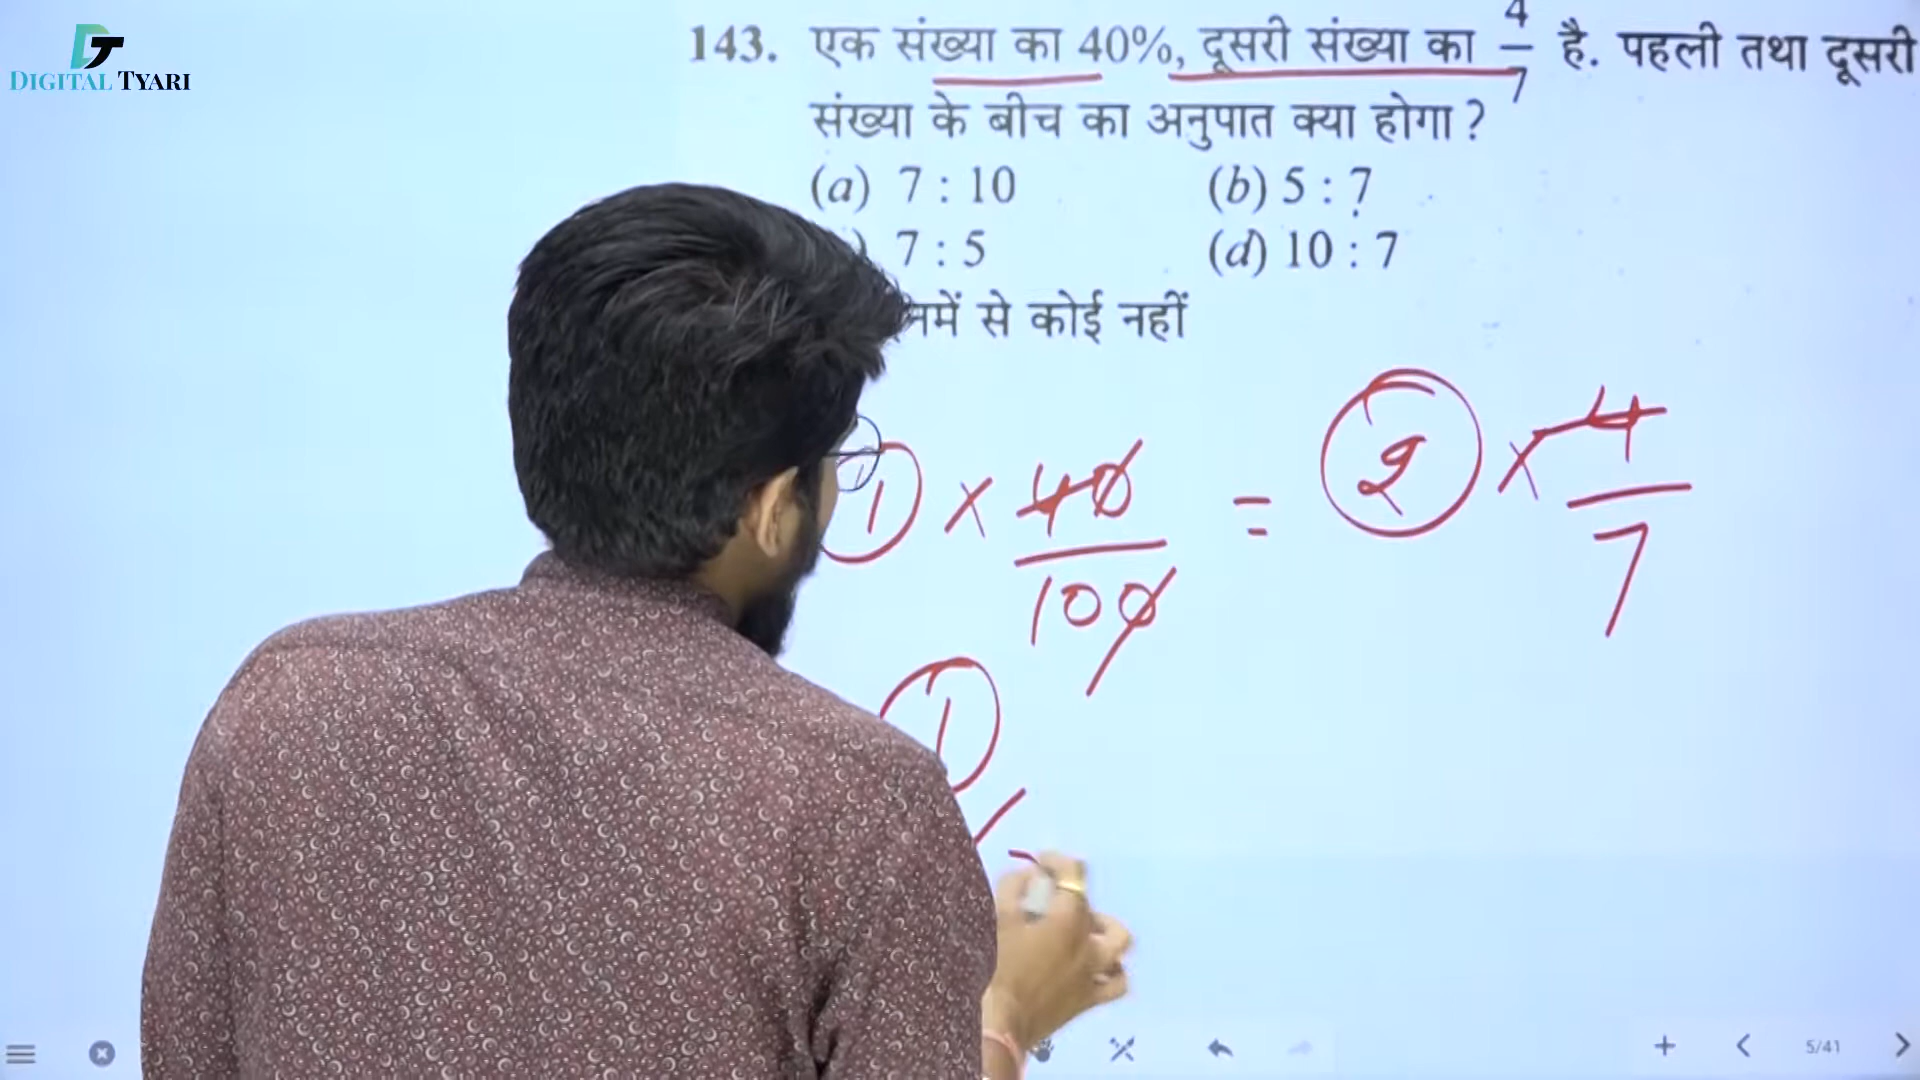 DIGITAL TYARI
143. एक संख्या का 40%, दूसरी संख्या का 4/7 है. पहली तथा दूसरी
संख्या के बीच का अनुपात क्या होगा ?
(a) 7 : 10 (b) 5 : 7
) 7 : 5 (d) 10 : 7
से कोई नहीं
1 × 40/100 = 2 × 4/7
1
5/41